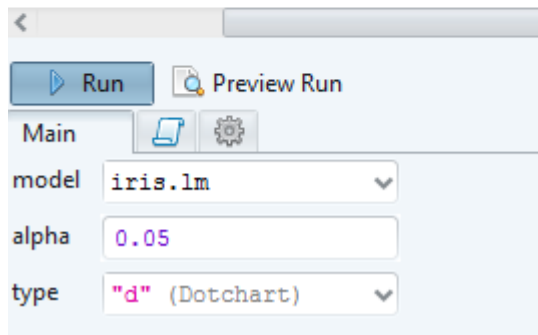 Run Preview Run
Main
model iris.lm
alpha 0.05
type "d" (Dotchart)